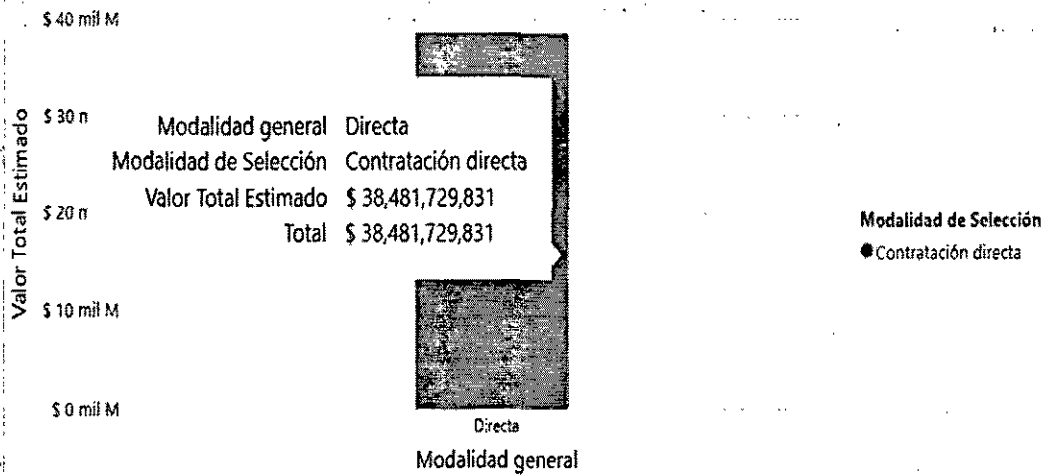 $ 40 mil M
$ 30 n
$ 20 n
$ 10 mil M
$ 0 mil M
Valor Total Estimado
Modalidad general Directa
Modalidad de Selección Contratación directa
Valor Total Estimado $ 38,481,729,831
Total $ 38,481,729,831
Directa
Modalidad general
Modalidad de Selección
Contratación directa